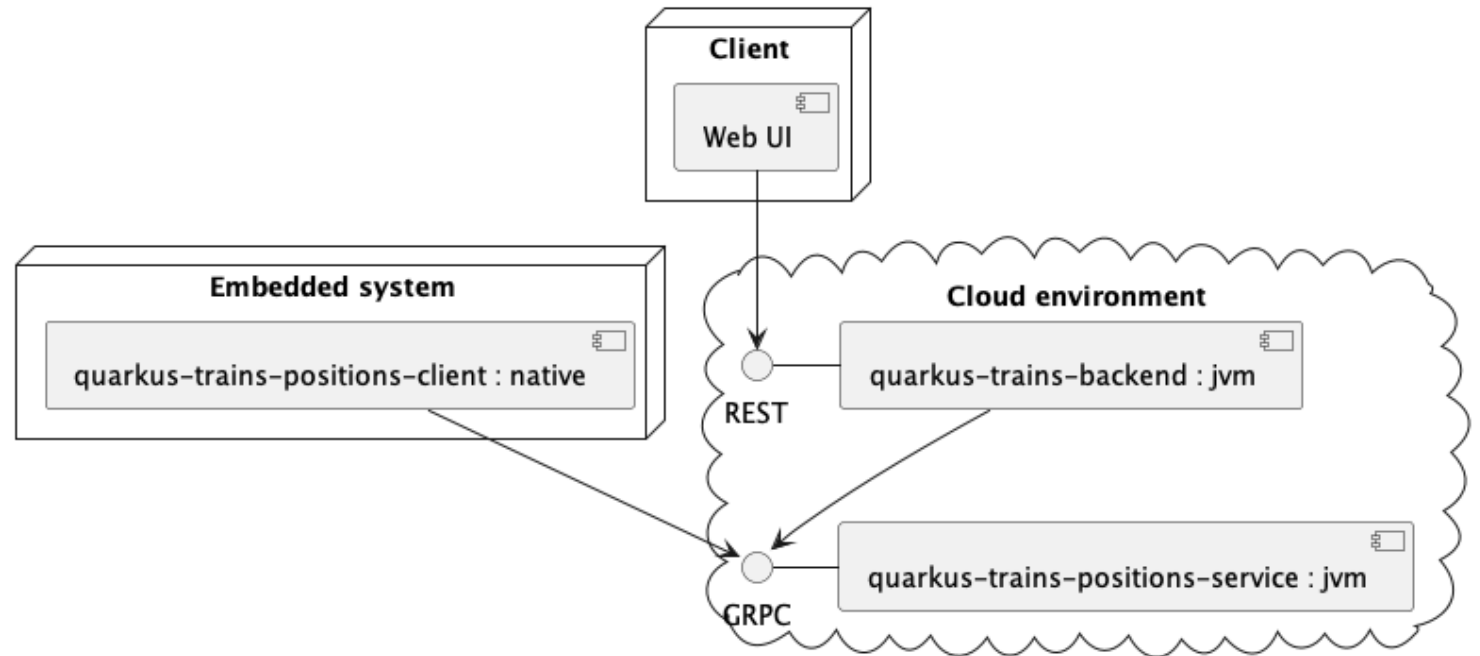 Client
Web UI
Embedded system
quarkus-trains-positions-client : native
Cloud environment
quarkus-trains-backend : jvm
REST
quarkus-trains-positions-service : jvm
GRPC